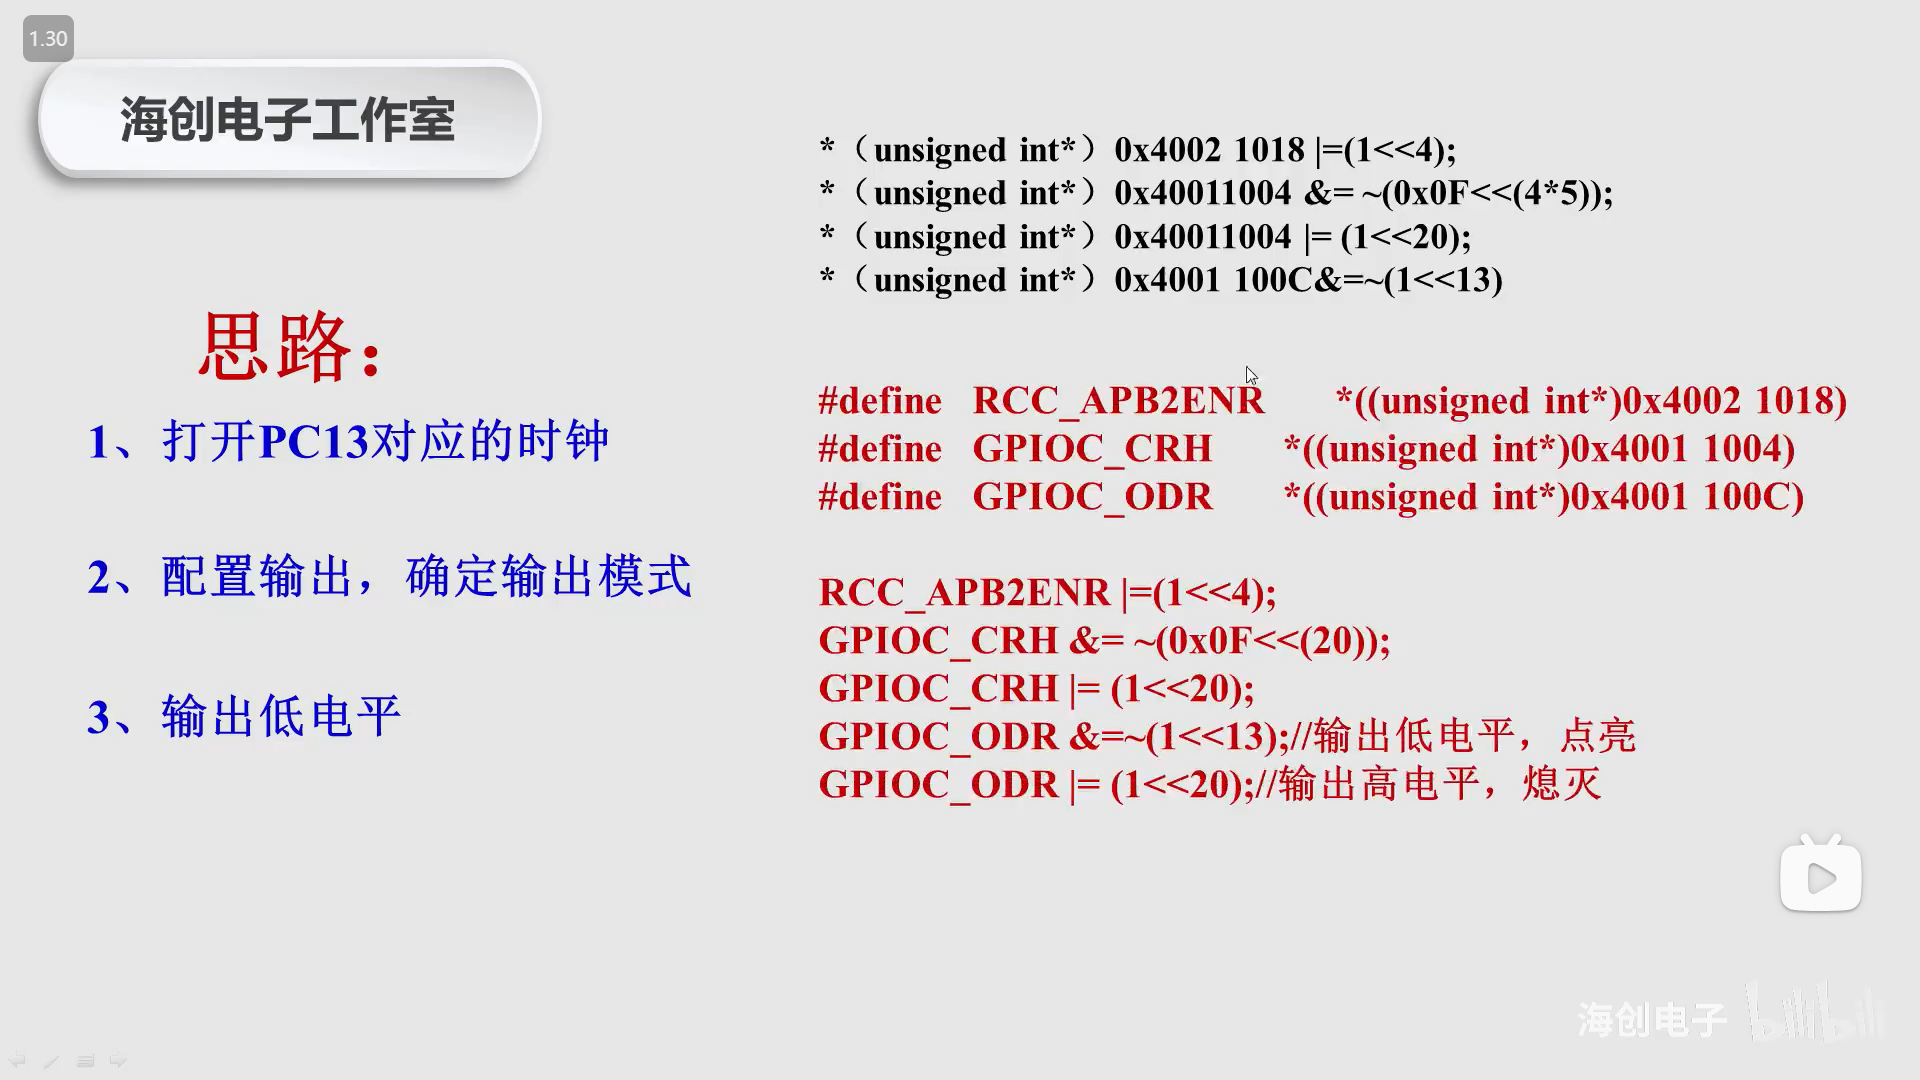 1.30
海创电子工作室
思路：
1、打开PC13对应的时钟
2、配置输出，确定输出模式
3、输出低电平
*（unsigned int*）0x4002 1018 |=(1<<4);
*（unsigned int*）0x40011004 &= ~(0x0F<<(4*5));
*（unsigned int*）0x40011004 |= (1<<20);
*（unsigned int*）0x4001 100C&=~(1<<13)
#define RCC_APB2ENR *((unsigned int*)0x4002 1018)
#define GPIOC_CRH *((unsigned int*)0x4001 1004)
#define GPIOC_ODR *((unsigned int*)0x4001 100C)
RCC_APB2ENR |=(1<<4);
GPIOC_CRH &= ~(0x0F<<(20));
GPIOC_CRH |= (1<<20);
GPIOC_ODR &=~(1<<13);//输出低电平，点亮
GPIOC_ODR |= (1<<20);//输出高电平，熄灭
海创电子 bilibili